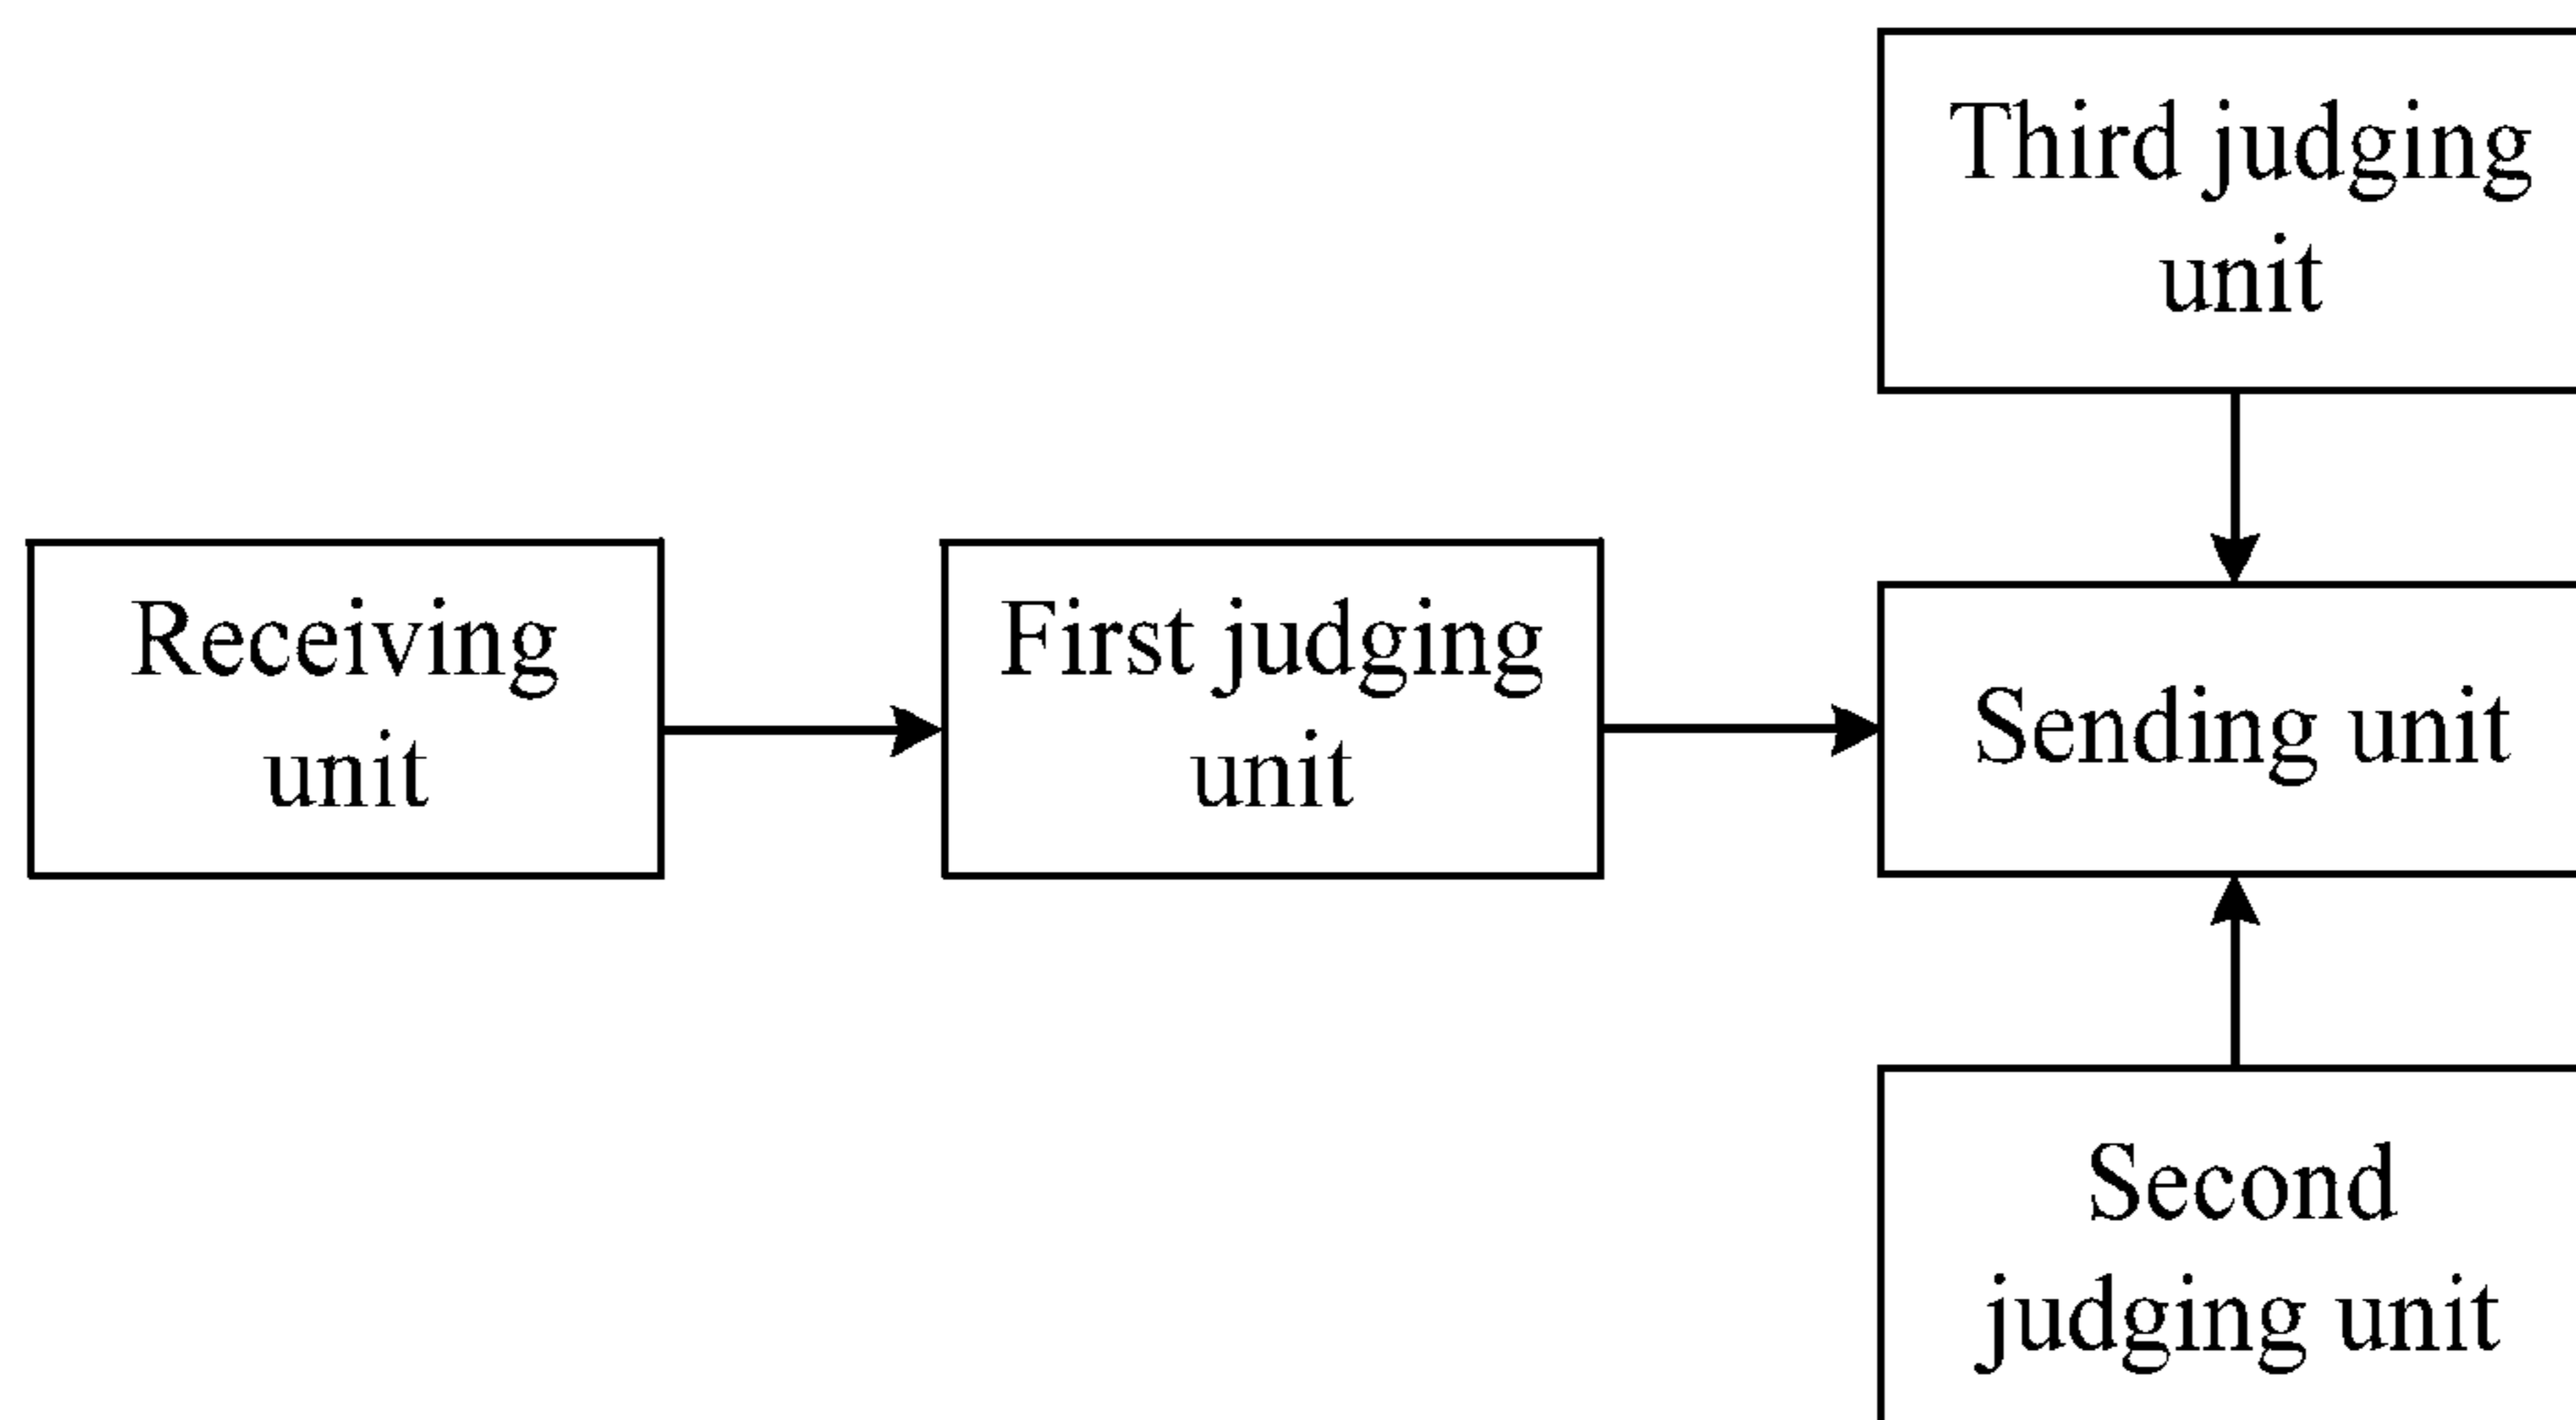 Third judging
unit
Receiving
unit
First judging
unit
Sending unit
Second
judging unit